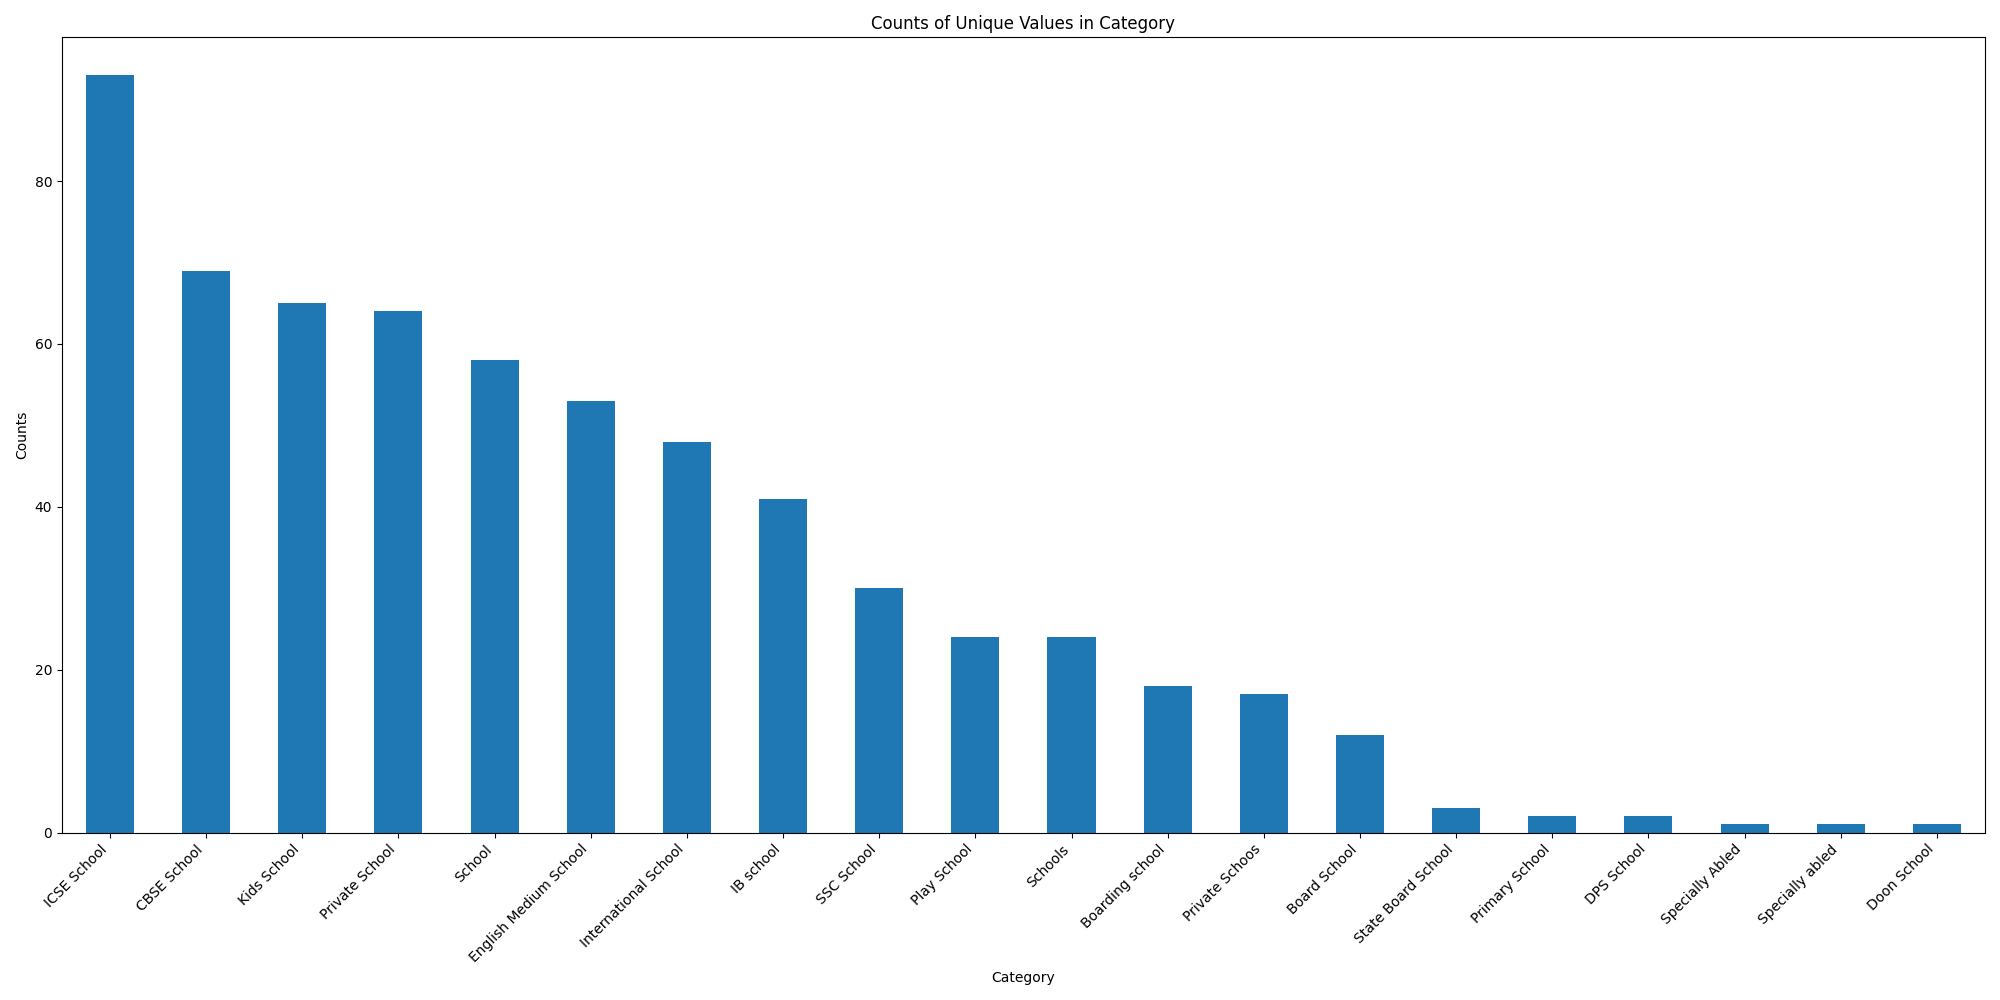 Counts of Unique Values in Category
Counts
80
60
40
20
0
ICSE School
CBSE School
Kids School
Private School
School
English Medium School
International School
IB school
SSC School
Play School
Schools
Boarding school
Private Schoos
Board School
State Board School
Primary School
DPS School
Specially Abled
Specially abled
Doon School
Category